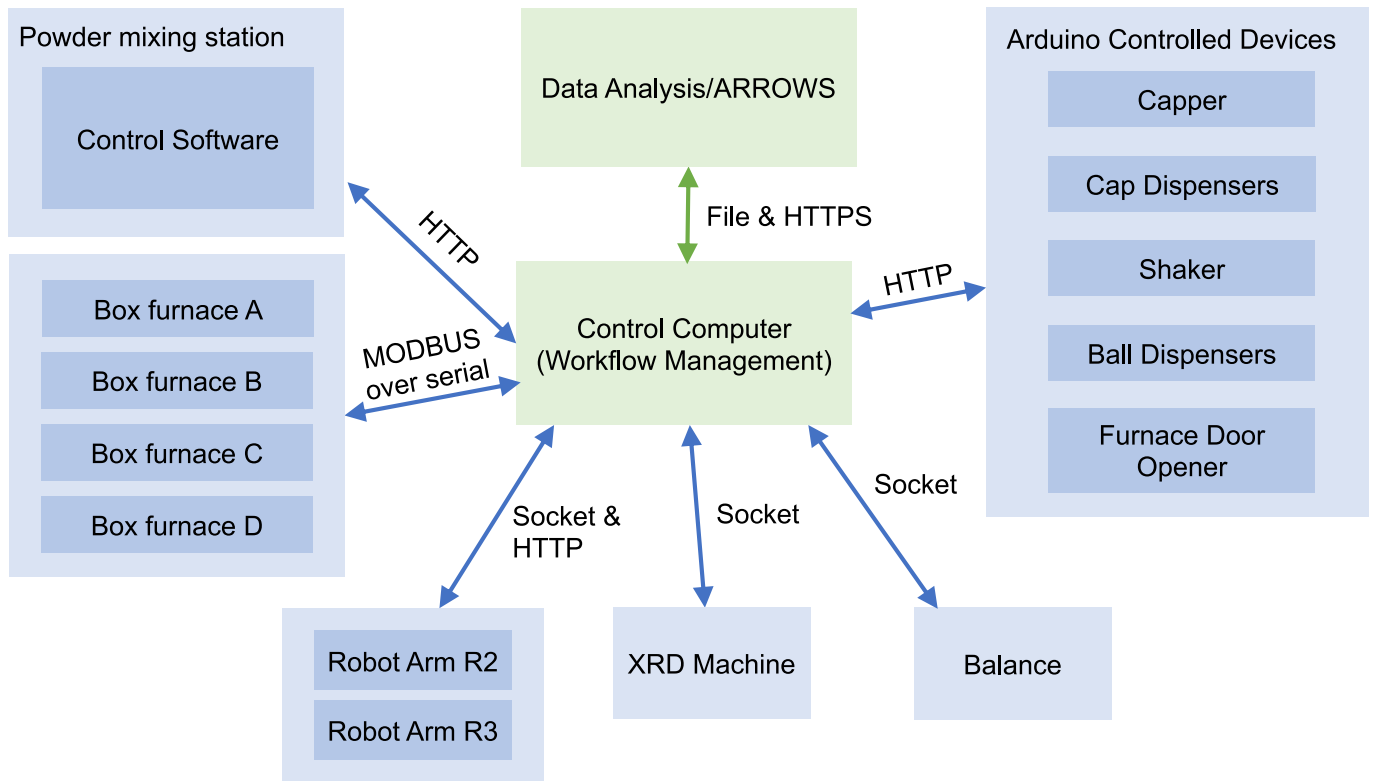 Powder mixing station
Control Software
Data Analysis/ARROWS
Arduino Controlled Devices
Capper
Cap Dispensers
Shaker
Ball Dispensers
Furnace Door
Opener
HTTP
File & HTTPS
HTTP
Box furnace A
Box furnace B
Box furnace C
Box furnace D
MODBUS
over serial
Control Computer
(Workflow Management)
Socket &
HTTP
Socket
Socket
Robot Arm R2
Robot Arm R3
XRD Machine
Balance